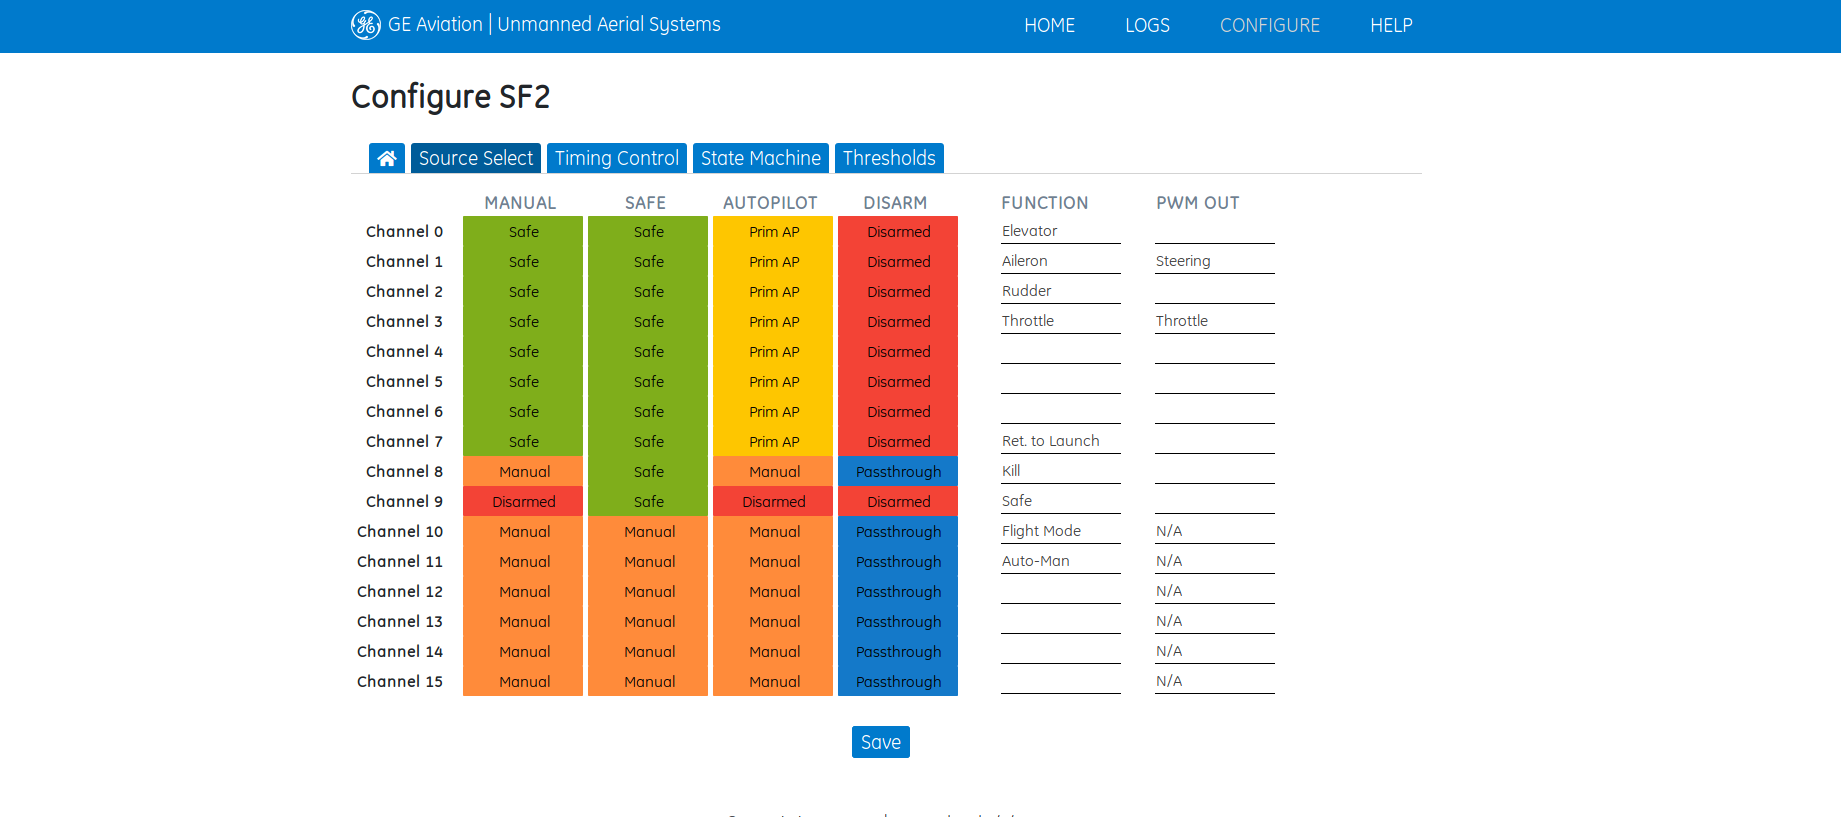 GE Aviation | Unmanned Aerial Systems HOME LOGS CONFIGURE HELP
Configure SF2
Source Select Timing Control State Machine Thresholds
MANUAL SAFE AUTOPILOT DISARM FUNCTION PWM OUT
Channel 0 Safe Safe Prim AP Disarmed Elevator
Channel 1 Safe Safe Prim AP Disarmed Aileron Steering
Channel 2 Safe Safe Prim AP Disarmed Rudder
Channel 3 Safe Safe Prim AP Disarmed Throttle Throttle
Channel 4 Safe Safe Prim AP Disarmed
Channel 5 Safe Safe Prim AP Disarmed
Channel 6 Safe Safe Prim AP Disarmed
Channel 7 Safe Safe Prim AP Disarmed Ret. to Launch
Channel 8 Manual Safe Manual Passthrough Kill
Channel 9 Disarmed Safe Disarmed Disarmed Safe
Channel 10 Manual Manual Manual Passthrough Flight Mode N/A
Channel 11 Manual Manual Manual Passthrough Auto-Man N/A
Channel 12 Manual Manual Manual Passthrough N/A
Channel 13 Manual Manual Manual Passthrough N/A
Channel 14 Manual Manual Manual Passthrough N/A
Channel 15 Manual Manual Manual Passthrough N/A
Save